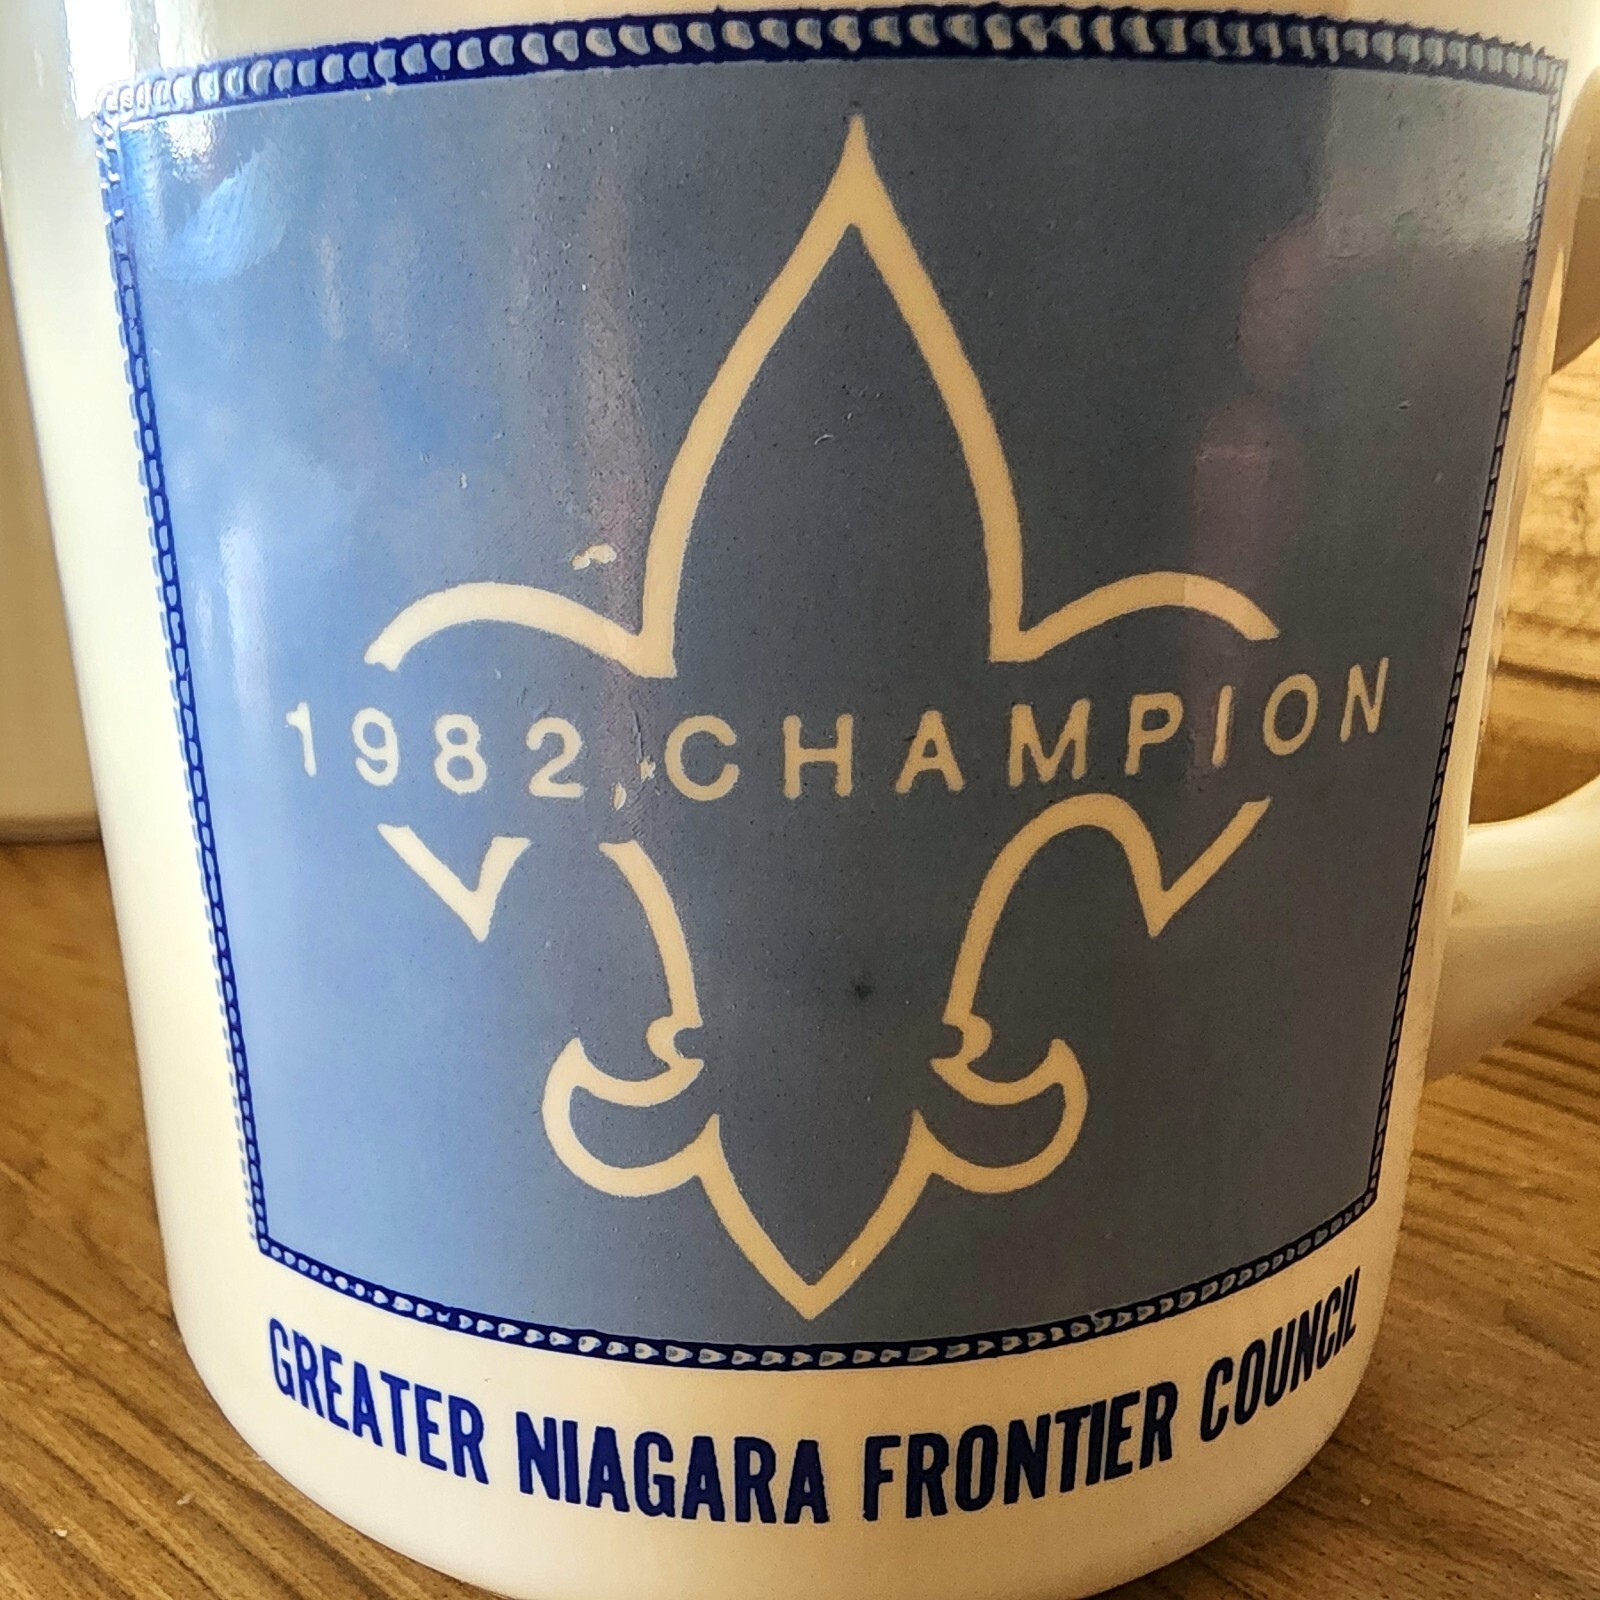 1982 CHAMPION
GREATER NIAGARA FRONTIER COUNCIL